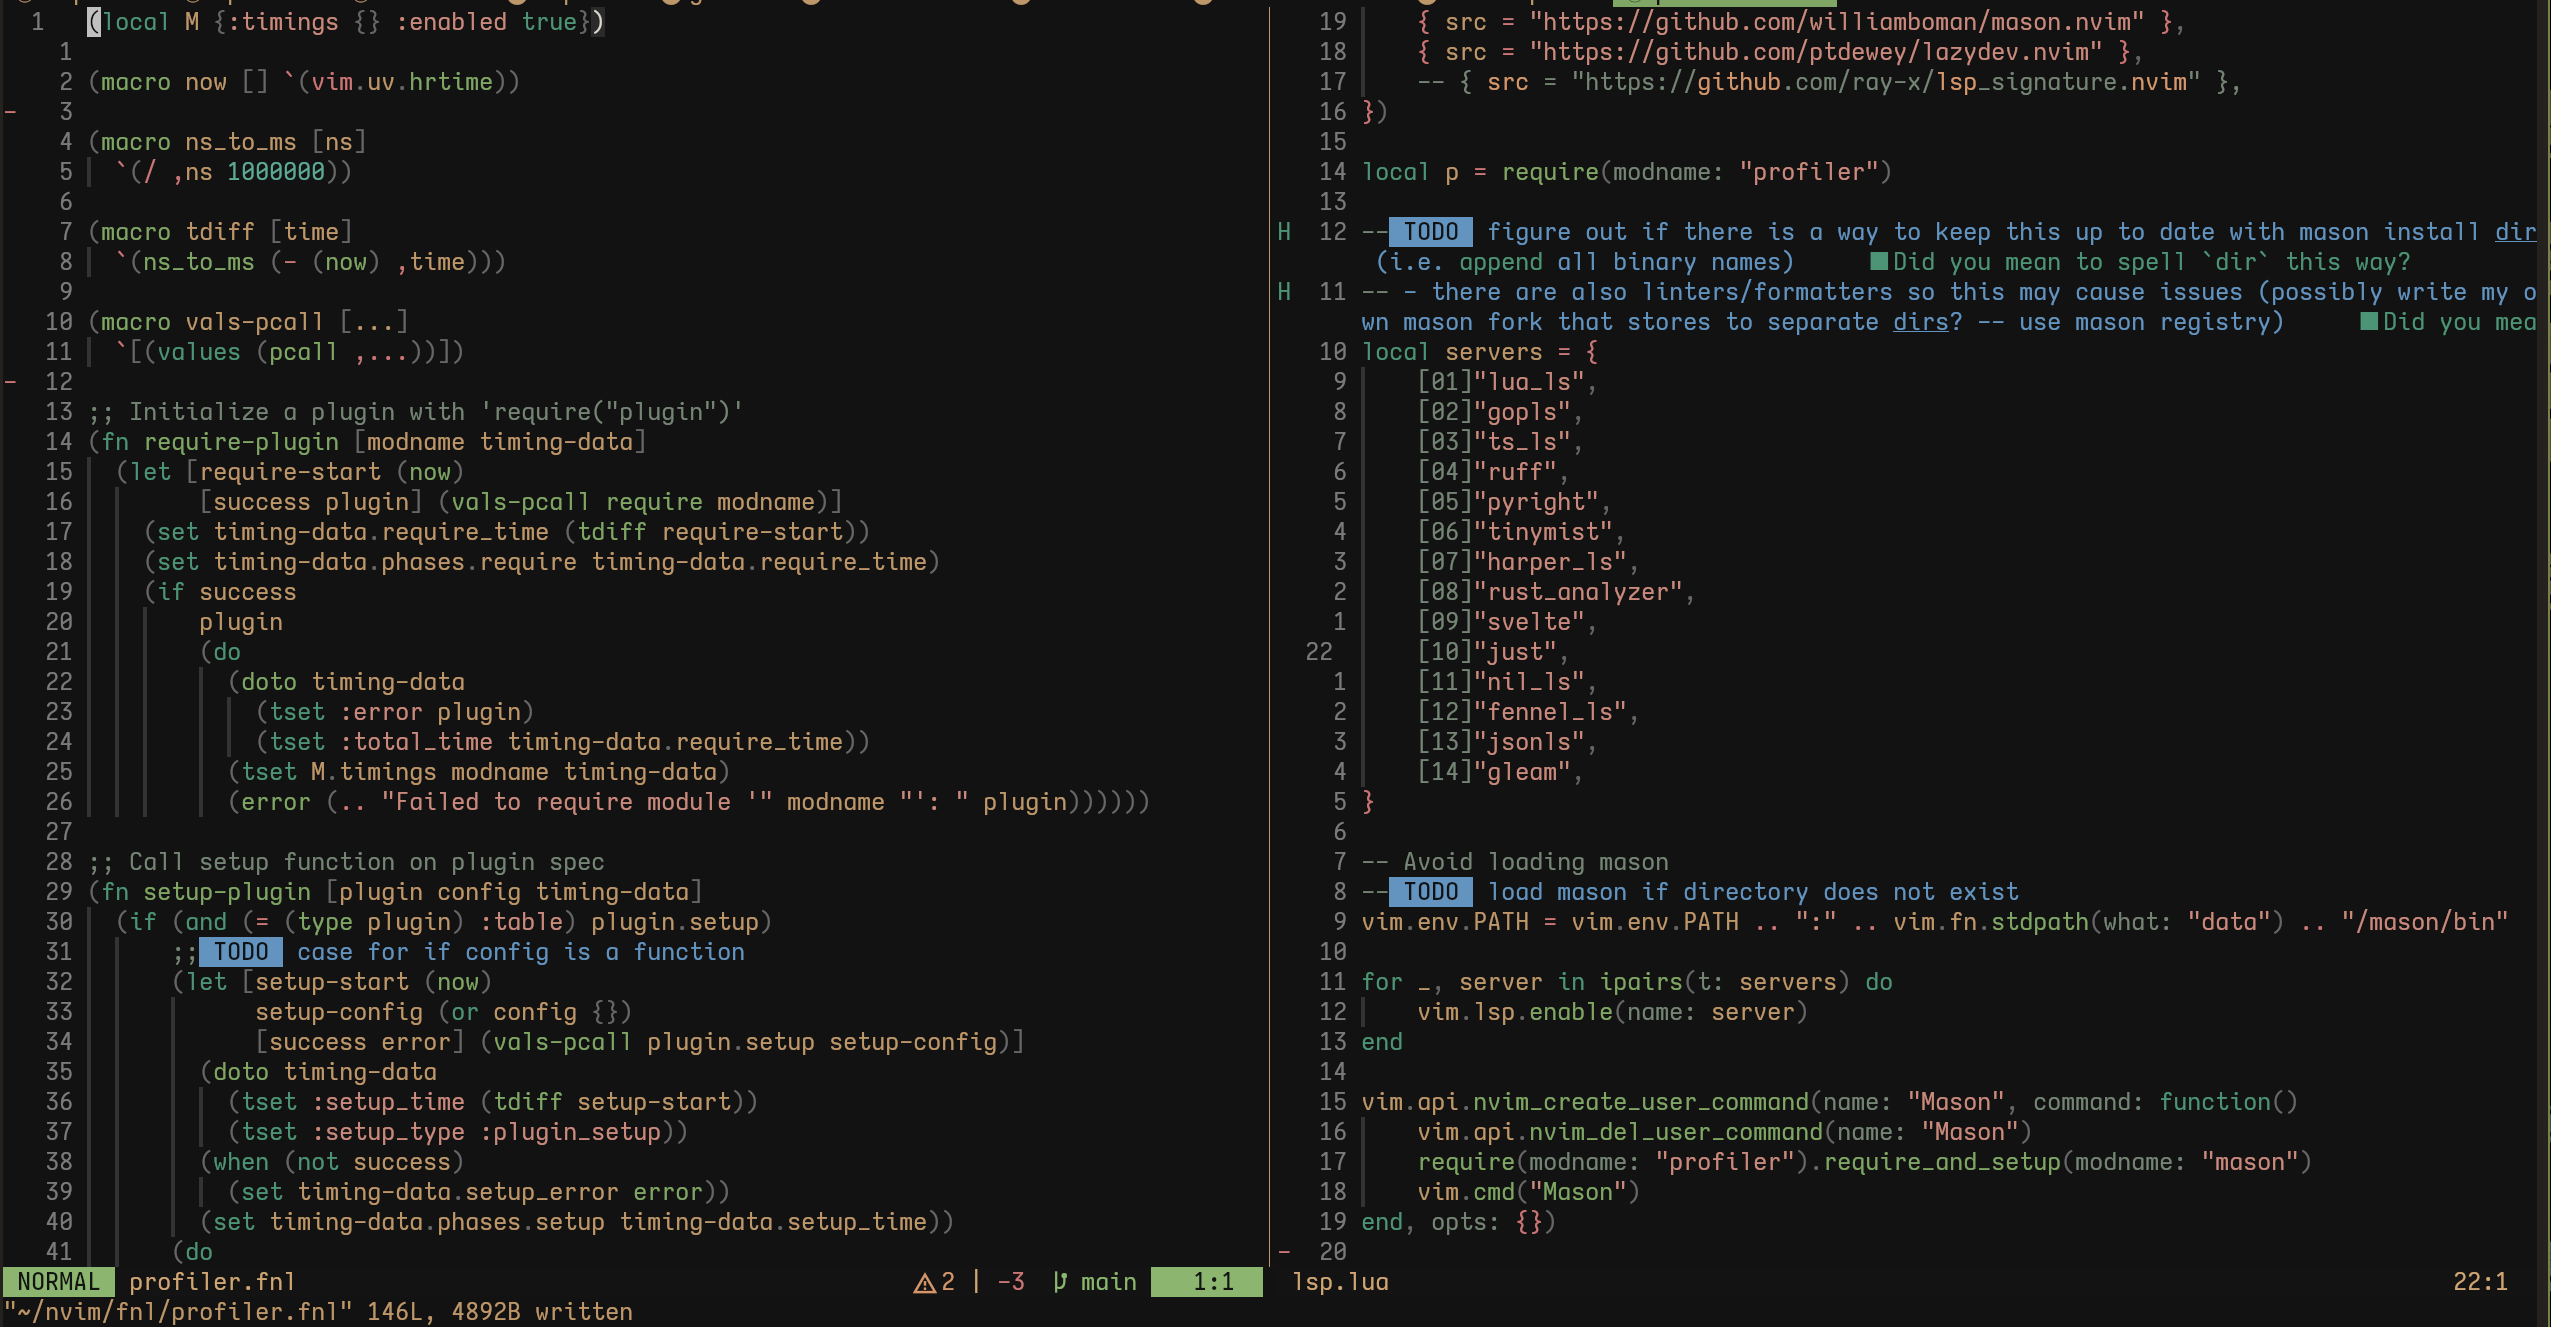 1 (local M {:timings {} :enabled true})
1
2 (macro now [] `(vim.uv.hrtime))
3
4 (macro ns_to_ms [ns]
5 `(/ ,ns 1000000))
6
7 (macro tdiff [time]
8 `(ns_to_ms (- (now) ,time)))
9
10 (macro vals-pcall [...]
11 `[(values (pcall ,...))])
12
13 ;; Initialize a plugin with 'require("plugin")'
14 (fn require-plugin [modname timing-data]
15 (let [require-start (now)
16 [success plugin] (vals-pcall require modname)]
17 (set timing-data.require_time (tdiff require-start))
18 (set timing-data.phases.require timing-data.require_time)
19 (if success
20 plugin
21 (do
22 (doto timing-data
23 (tset :error plugin)
24 (tset :total_time timing-data.require_time))
25 (tset M.timings modname timing-data)
26 (error (.. "Failed to require module '" modname "': " plugin))))))
27
28 ;; Call setup function on plugin spec
29 (fn setup-plugin [plugin config timing-data]
30 (if (and (= (type plugin) :table) plugin.setup)
31 ;; TODO case for if config is a function
32 (let [setup-start (now)
33 setup-config (or config {})
34 [success error] (vals-pcall plugin.setup setup-config)]
35 (doto timing-data
36 (tset :setup_time (tdiff setup-start))
37 (tset :setup_type :plugin_setup))
38 (when (not success)
39 (set timing-data.setup_error error))
40 (set timing-data.phases.setup timing-data.setup_time))
41 (do
NORMAL profiler.fnl 2 | -3 main 1:1
"~/nvim/fnl/profiler.fnl" 146L, 4892B written
19 { src = "https://github.com/williamboman/mason.nvim" },
18 { src = "https://github.com/ptdewey/lazydev.nvim" },
17 -- { src = "https://github.com/ray-x/lsp_signature.nvim" },
16 })
15
14 local p = require(modname: "profiler")
13
H 12 -- TODO figure out if there is a way to keep this up to date with mason install dir
(i.e. append all binary names) ■Did you mean to spell `dir` this way?
H 11 -- - there are also linters/formatters so this may cause issues (possibly write my o
wn mason fork that stores to separate dirs? -- use mason registry) ■Did you mea
10 local servers = {
9 [01]"lua_ls",
8 [02]"gopls",
7 [03]"ts_ls",
6 [04]"ruff",
5 [05]"pyright",
4 [06]"tinymist",
3 [07]"harper_ls",
2 [08]"rust_analyzer",
1 [09]"svelte",
22 [10]"just",
1 [11]"nil_ls",
2 [12]"fennel_ls",
3 [13]"jsonls",
4 [14]"gleam",
5 }
6
7 -- Avoid loading mason
8 -- TODO load mason if directory does not exist
9 vim.env.PATH = vim.env.PATH .. ":" .. vim.fn.stdpath(what: "data") .. "/mason/bin"
10
11 for _, server in ipairs(t: servers) do
12 vim.lsp.enable(name: server)
13 end
14
15 vim.api.nvim_create_user_command(name: "Mason", command: function()
16 vim.api.nvim_del_user_command(name: "Mason")
17 require(modname: "profiler").require_and_setup(modname: "mason")
18 vim.cmd("Mason")
19 end, opts: {})
20
lsp.lua 22:1